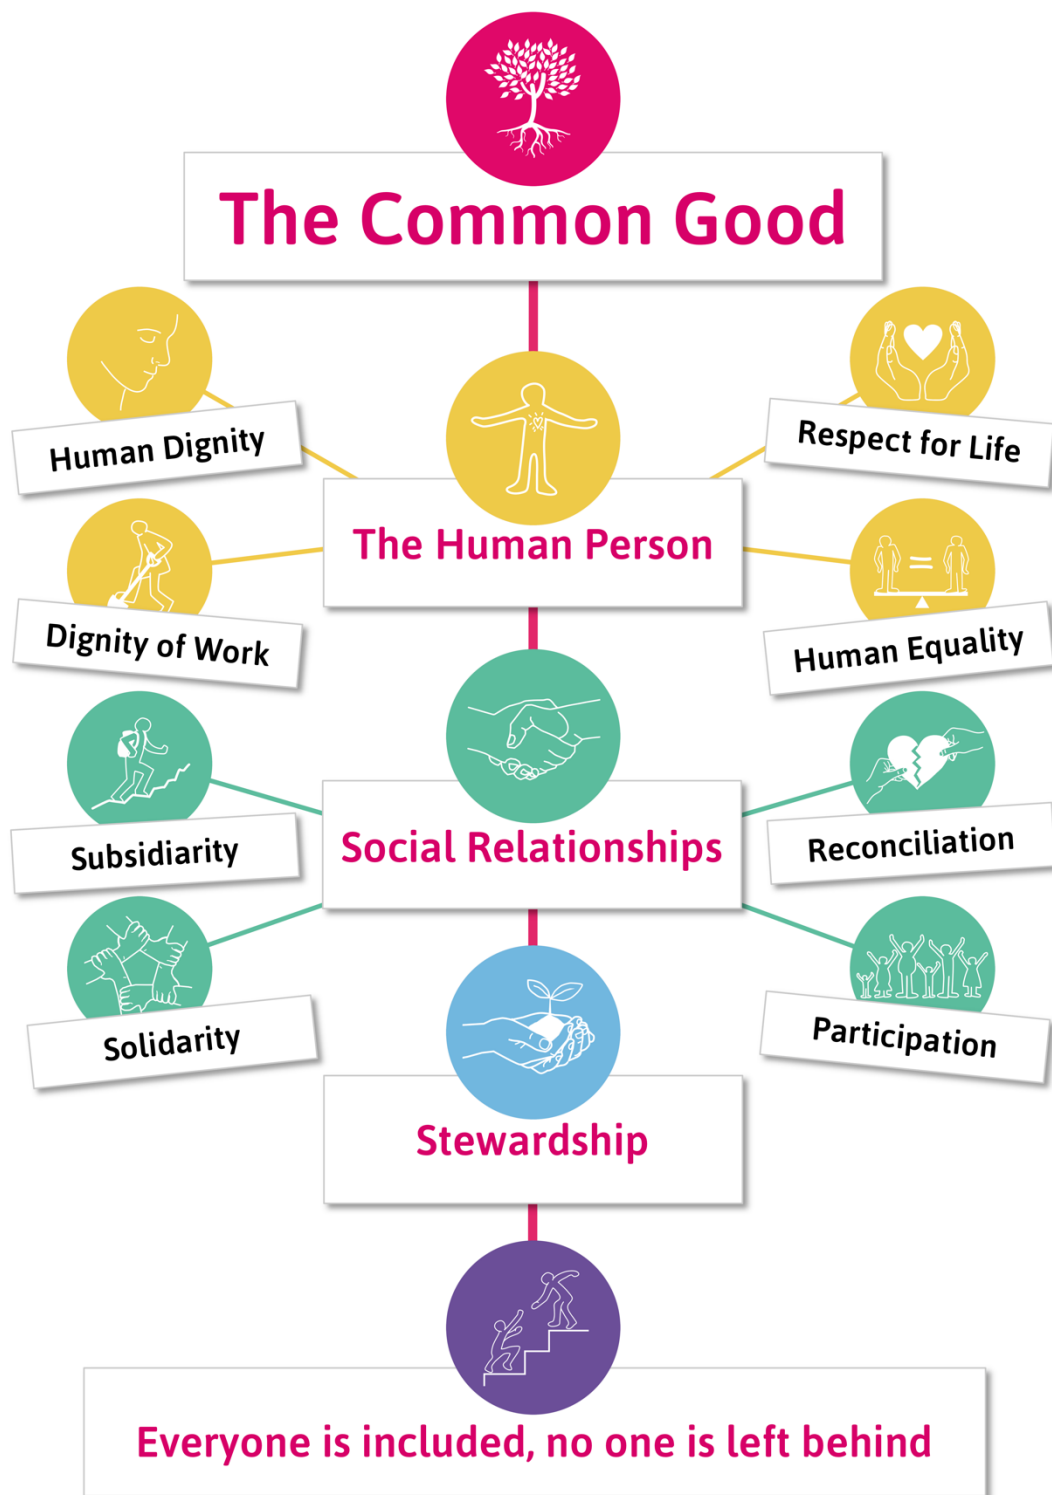 The Common Good
Human Dignity
Respect for Life
The Human Person
Dignity of Work
Human Equality
=
Subsidiarity
Social Relationships
Reconciliation
Solidarity
Participation
Stewardship
Everyone is included, no one is left behind